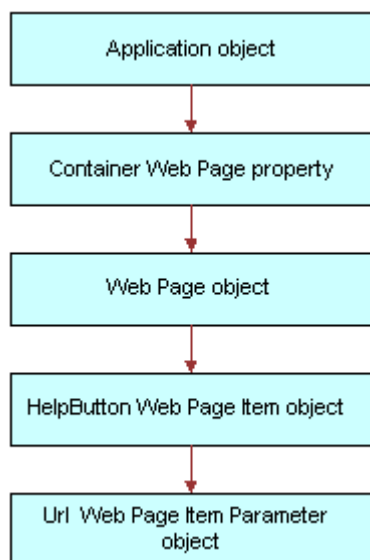 Application object
Container Web Page property
Web Page object
HelpButton Web Page Item object
Url Web Page Item Parameter
object